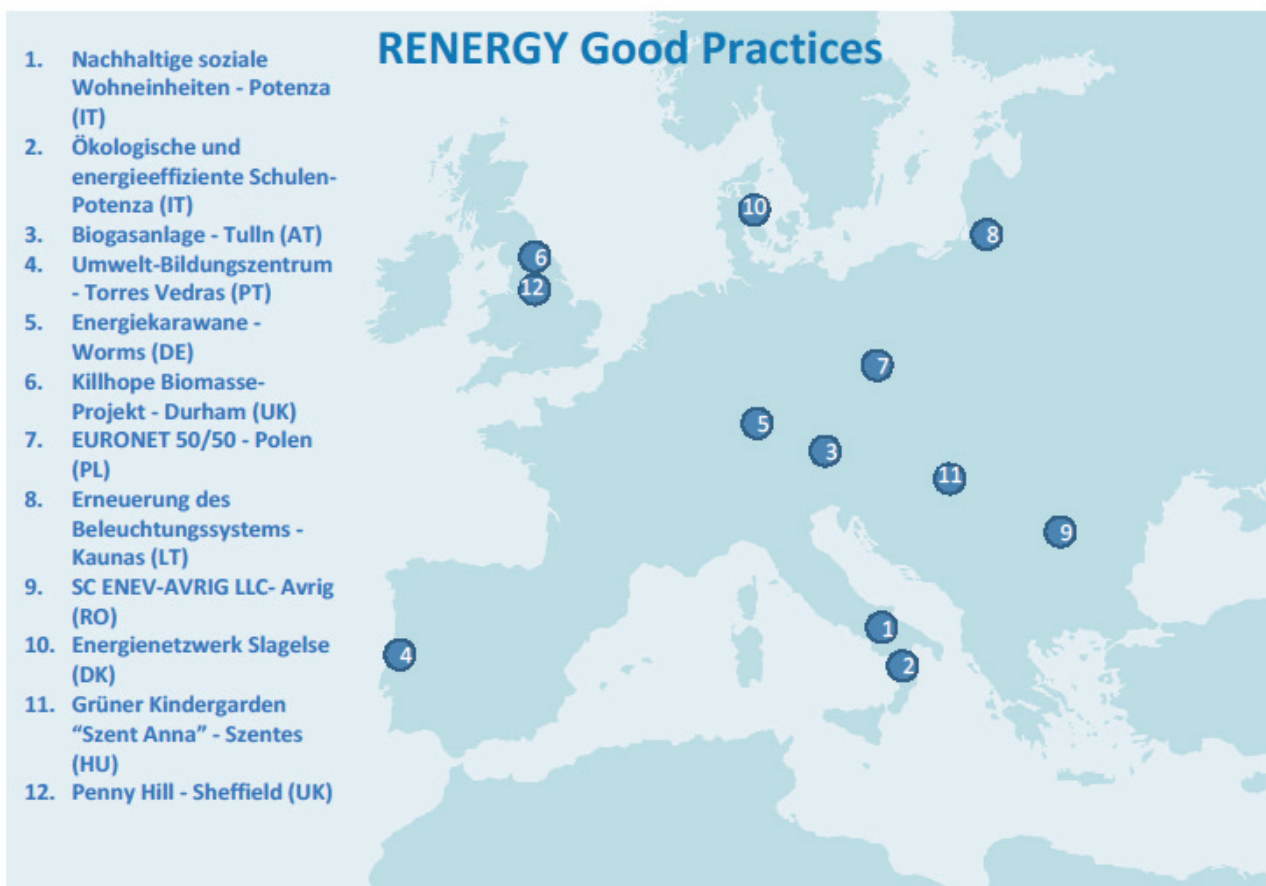 RENERGY Good Practices
1. Nachhaltige soziale
Wohneinheiten - Potenza
(IT)
2. Ökologische und
energieeffiziente Schulen-
Potenza (IT)
3. Biogasanlage - Tulln (AT)
4. Umwelt-Bildungszentrum
- Torres Vedras (PT)
5. Energiekarawane -
Worms (DE)
6. Killhope Biomasse-
Projekt - Durham (UK)
7. EURONET 50/50 - Polen
(PL)
8. Erneuerung des
Beleuchtungssystems -
Kaunas (LT)
9. SC ENEV-AVRIG LLC- Avrig
(RO)
10. Energienetzwerk Slagelse
(DK)
11. Grüner Kindergarden
“Szent Anna” - Szentes
(HU)
12. Penny Hill - Sheffield (UK)
10
8
6
12
7
5
3
11
9
1
4
2